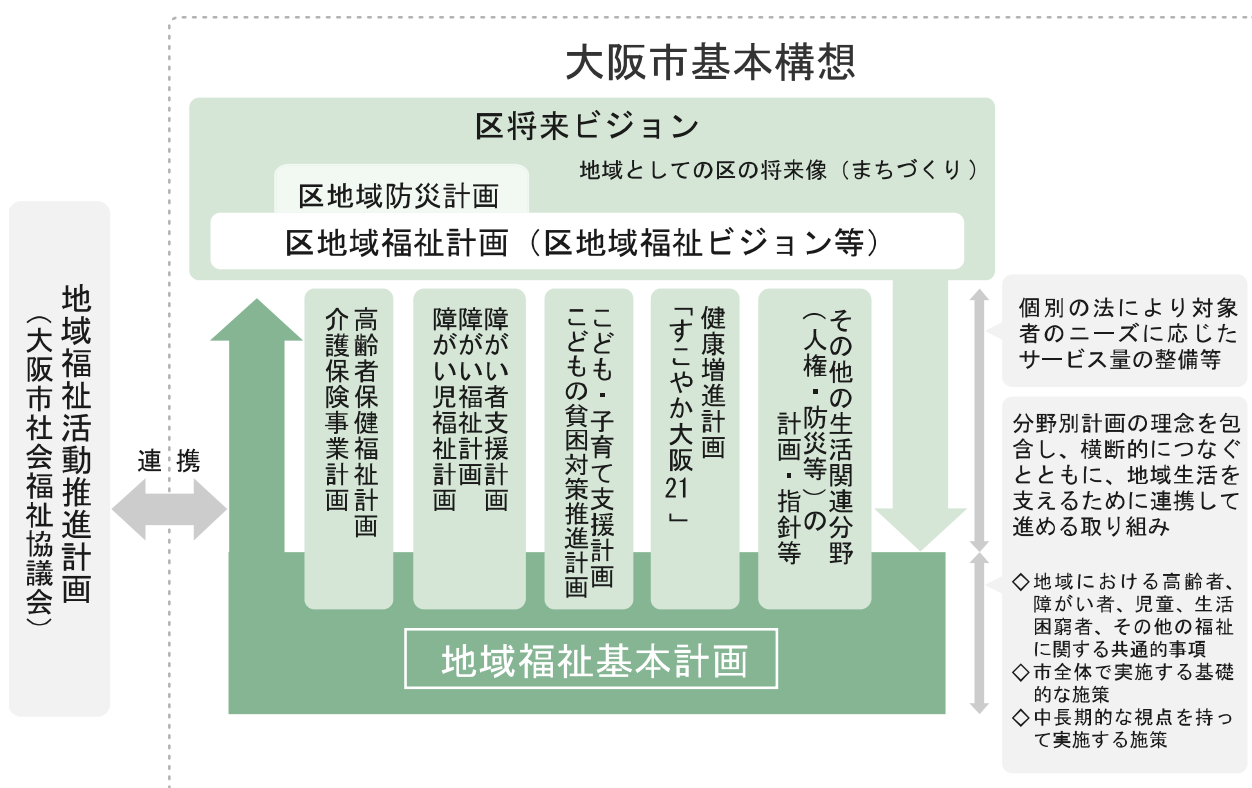 大阪市基本構想
区将来ビジョン
地域としての区の将来像（まちづくり）
区地域防災計画
区地域福祉計画（区地域福祉ビジョン等）
地域福祉活動推進計画
（大阪市社会福祉協議会）
連携
高齢者保健福祉計画
介護保険事業計画
障がい者支援計画
障がい福祉計画
障がい児福祉計画
こども・子育て支援計画
こどもの貧困対策推進計画
健康増進計画
「すこやか大阪21」
その他の生活関連分野
（人権・防災等）の
計画・指針等
地域福祉基本計画
個別の法により対象
者のニーズに応じた
サービス量の整備等
分野別計画の理念を包
含し、横断的につなぐ
とともに、地域生活を
支えるために連携して
進める取り組み
◇地域における高齢者、
障がい者、児童、生活
困窮者、その他の福祉
に関する共通的事項
◇市全体で実施する基礎
的な施策
◇中長期的な視点を持っ
て実施する施策